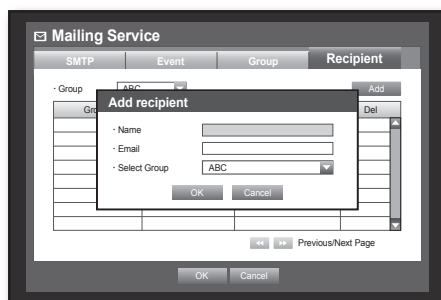 Mailing Service
SMTP Event Group Recipient
· Group ABC Add
Del
Add recipient
· Name
· Email
· Select Group ABC
OK Cancel
Previous/Next Page
OK Cancel